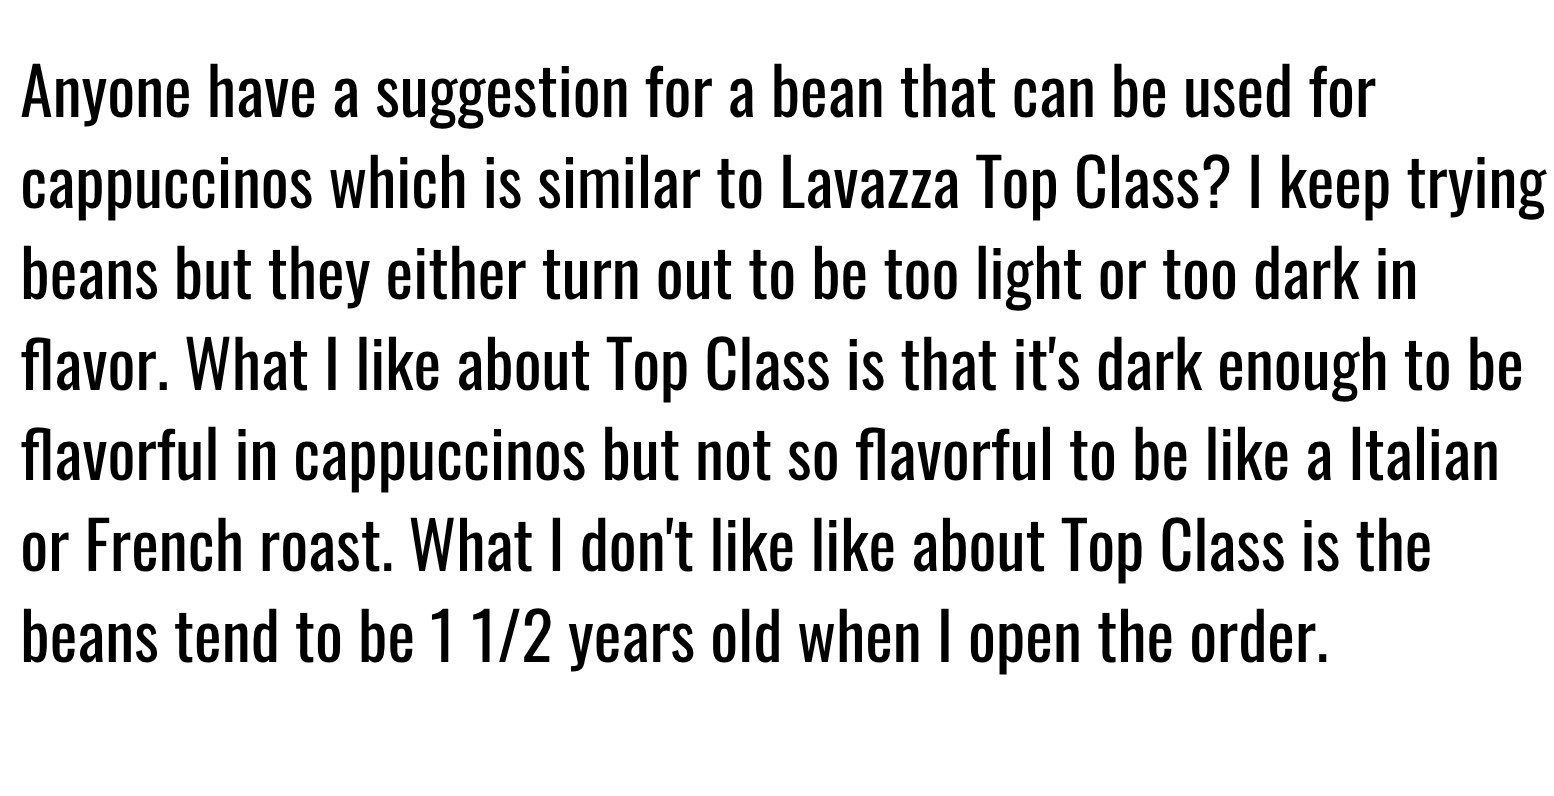 Anyone have a suggestion for a bean that can be used for
cappuccinos which is similar to Lavazza Top Class? I keep trying
beans but they either turn out to be too light or too dark in
flavor. What I like about Top Class is that it's dark enough to be
flavorful in cappuccinos but not so flavorful to be like a Italian
or French roast. What I don't like like about Top Class is the
beans tend to be 1 1/2 years old when I open the order.